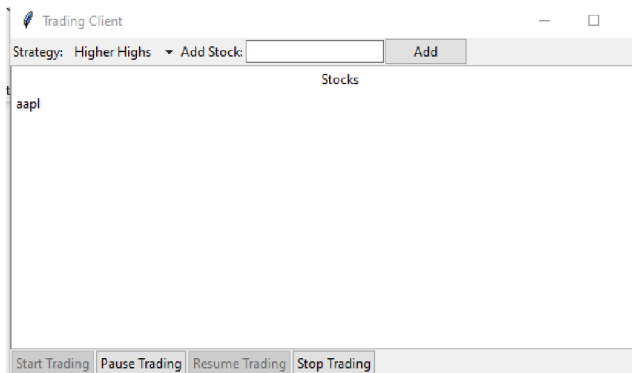 Trading Client
Strategy: Higher Highs Add Stock: Add
Stocks
aapl
Start Trading Pause Trading Resume Trading Stop Trading